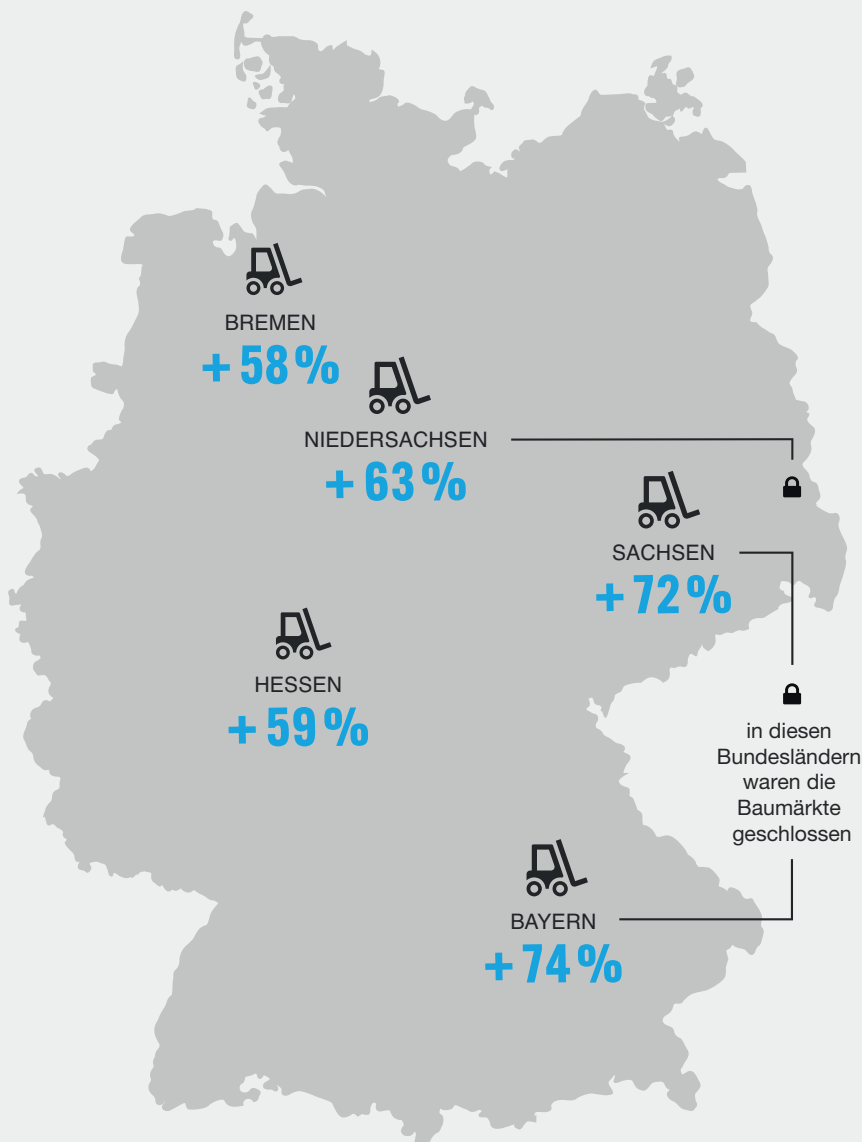 BREMEN
+ 58 %
NIEDERSACHSEN
+ 63 %
SACHSEN
+ 72 %
HESSEN
+ 59 %
in diesen
Bundesländern
waren die
Baumärkte
geschlossen
BAYERN
+ 74 %